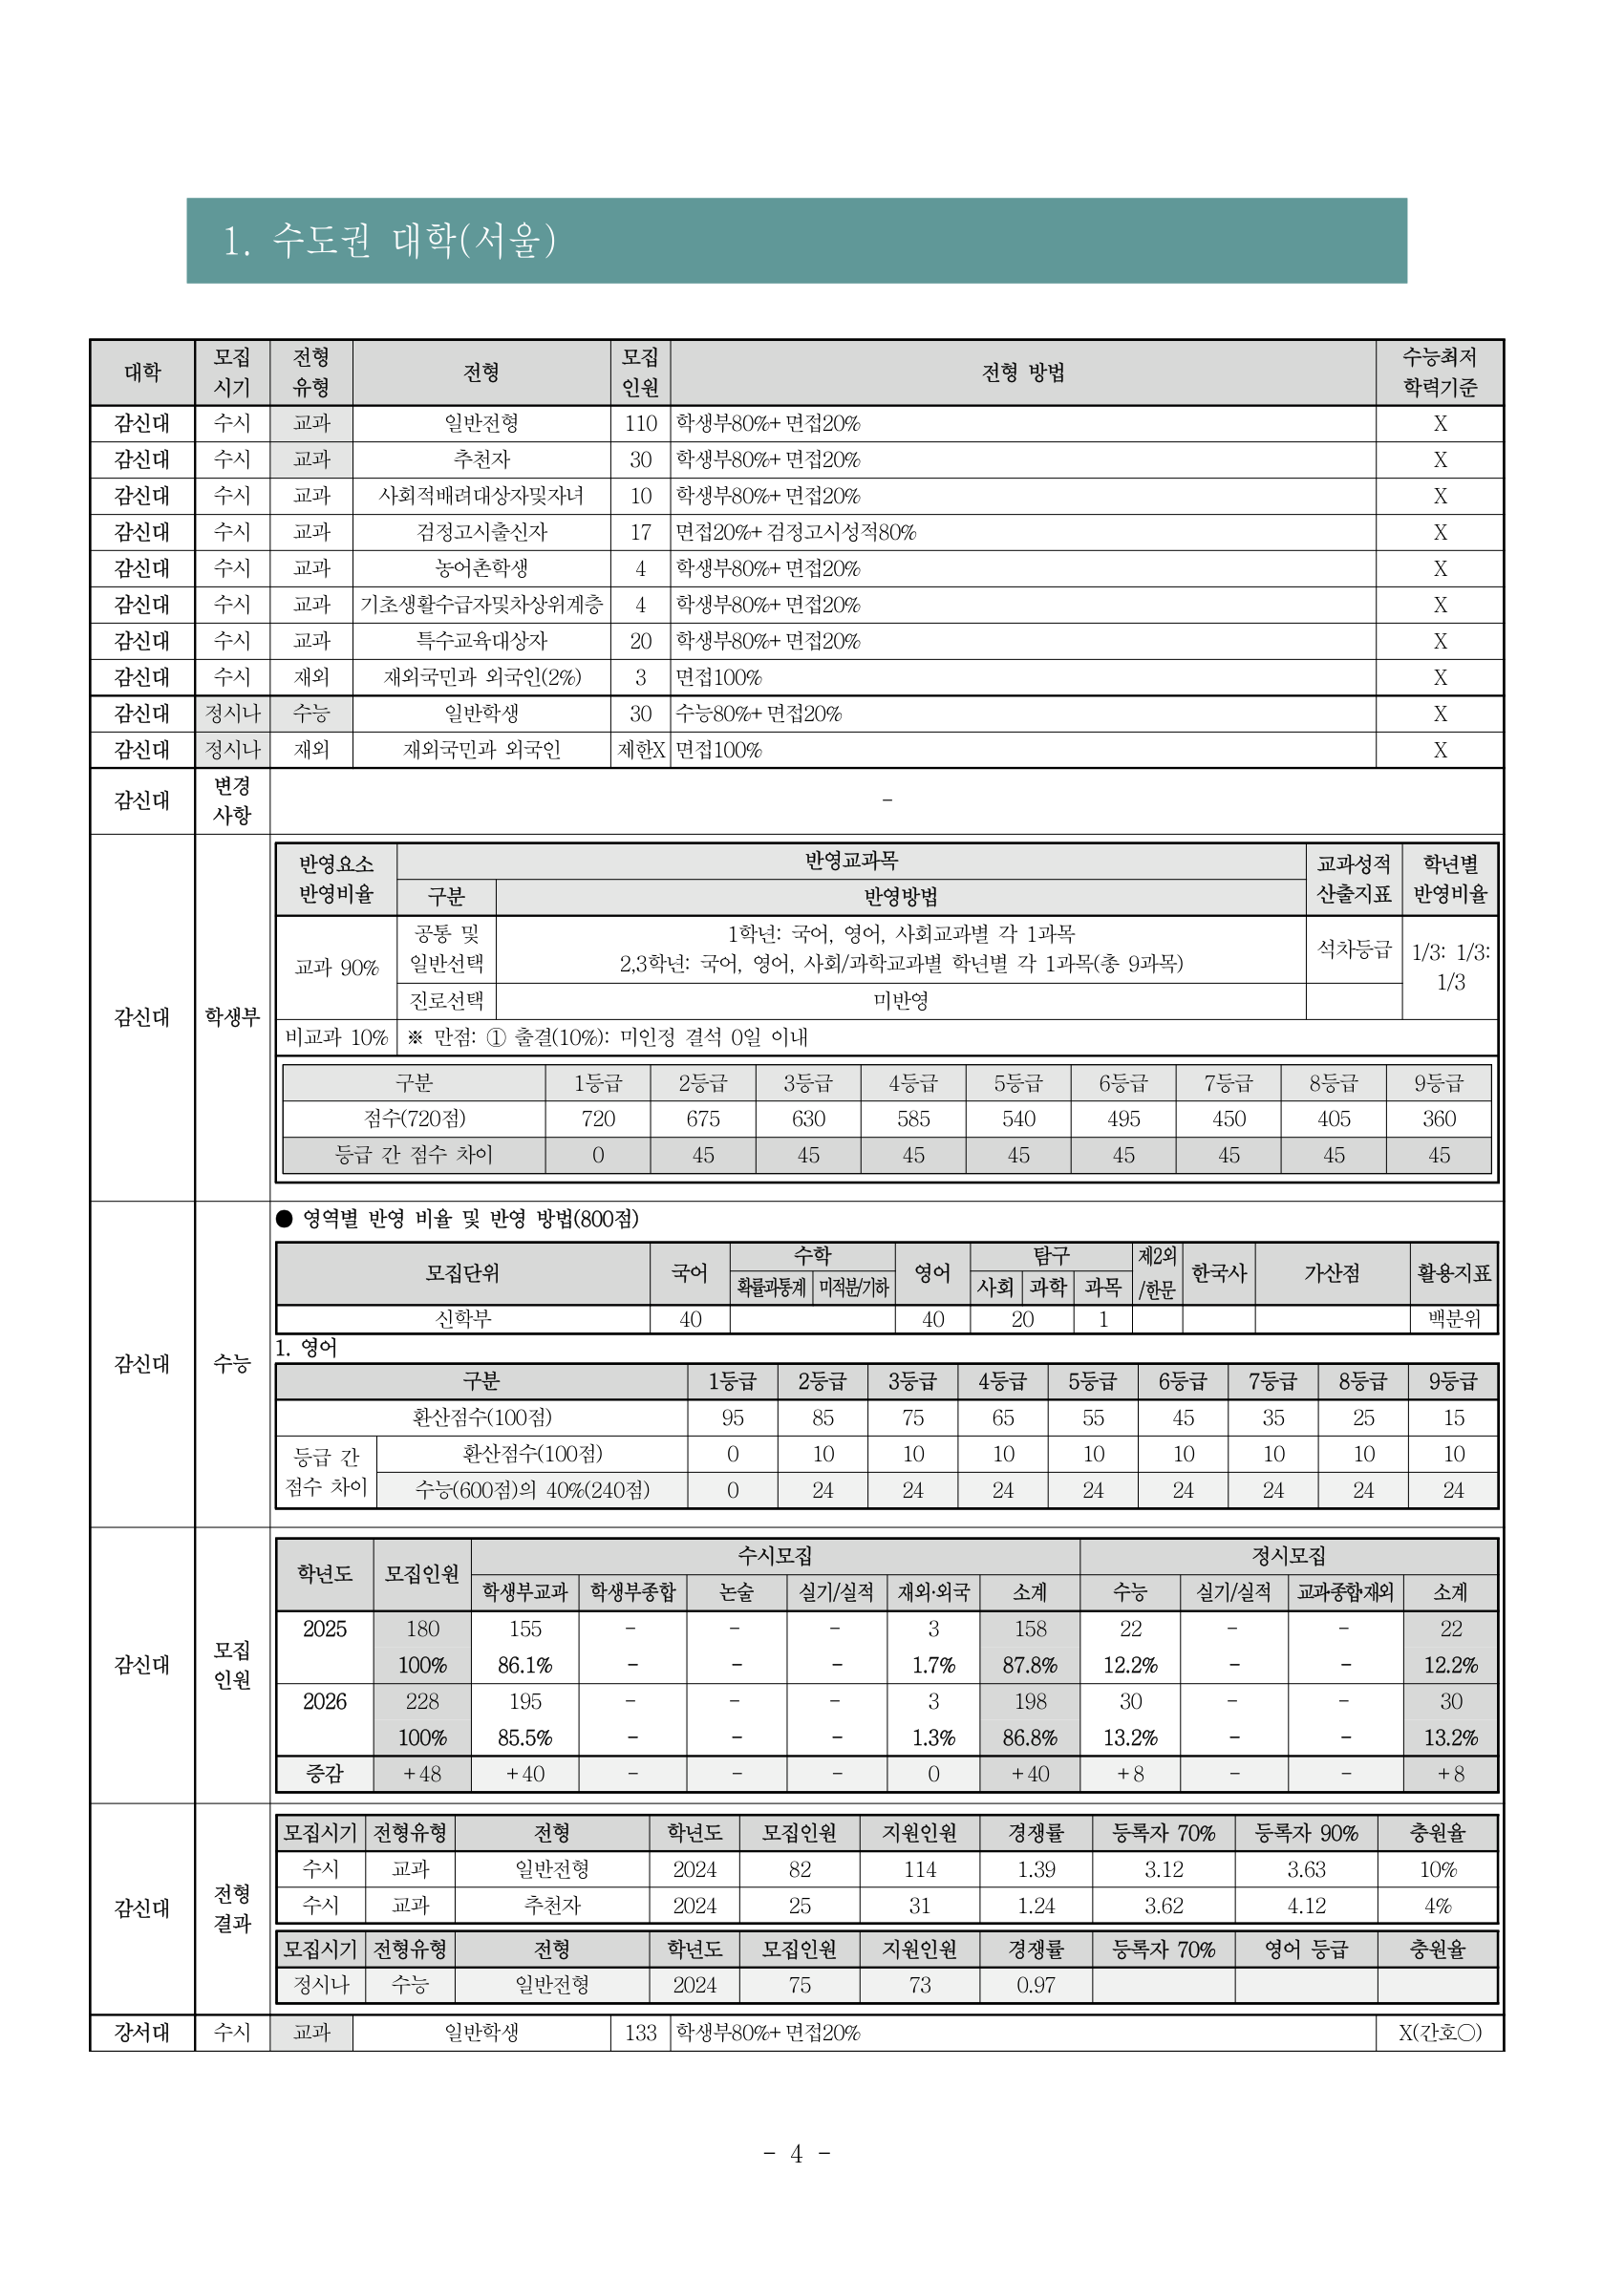 1. 수도권 대학(서울)
대학 모집 시기 전형 유형 전형 모집 인원 전형 방법 수능최저 학력기준
감신대 수시 교과 일반전형 110 학생부80%+면접20% X
감신대 수시 교과 추천자 30 학생부80%+면접20% X
감신대 수시 교과 사회적배려대상자및자녀 10 학생부80%+면접20% X
감신대 수시 교과 검정고시출신자 17 면접20%+검정고시성적80% X
감신대 수시 교과 농어촌학생 4 학생부80%+면접20% X
감신대 수시 교과 기초생활수급자및차상위계층 4 학생부80%+면접20% X
감신대 수시 교과 특수교육대상자 20 학생부80%+면접20% X
감신대 수시 재외 재외국민과 외국인(2%) 3 면접100% X
감신대 정시나 수능 일반학생 30 수능80%+면접20% X
감신대 정시나 재외 재외국민과 외국인 제한X 면접100% X
감신대 변경 사항 -
감신대 학생부
반영요소 반영비율 반영교과목 교과성적 산출지표 학년별 반영비율
구분 반영방법
교과 90% 공통 및 일반선택 1학년: 국어, 영어, 사회교과별 각 1과목
2,3학년: 국어, 영어, 사회/과학교과별 학년별 각 1과목(총 9과목) 석차등급 1/3: 1/3: 1/3
진로선택 미반영
비교과 10% ※ 만점: ① 출결(10%): 미인정 결석 0일 이내
구분 1등급 2등급 3등급 4등급 5등급 6등급 7등급 8등급 9등급
점수(720점) 720 675 630 585 540 495 450 405 360
등급 간 점수 차이 0 45 45 45 45 45 45 45 45
감신대 수능
● 영역별 반영 비율 및 반영 방법(800점)
모집단위 국어 수학 영어 탐구 제2외/한문 한국사 가산점 활용지표
확률과통계 미적분/기하 사회 과학 과목
신학부 40 40 20 1 백분위
1. 영어
구분 1등급 2등급 3등급 4등급 5등급 6등급 7등급 8등급 9등급
환산점수(100점) 95 85 75 65 55 45 35 25 15
등급 간 점수 차이 환산점수(100점) 0 10 10 10 10 10 10 10 10
수능(600점)의 40%(240점) 0 24 24 24 24 24 24 24 24
감신대 모집 인원
학년도 모집인원 수시모집 정시모집
학생부교과 학생부종합 논술 실기/실적 재외·외국 소계 수능 실기/실적 교과·종합·재외 소계
2025 180 155 - - - 3 158 22 - - 22
100% 86.1% - - - 1.7% 87.8% 12.2% - - 12.2%
2026 228 195 - - - 3 198 30 - - 30
100% 85.5% - - - 1.3% 86.8% 13.2% - - 13.2%
증감 +48 +40 - - - 0 +40 +8 - - +8
감신대 전형 결과
모집시기 전형유형 전형 학년도 모집인원 지원인원 경쟁률 등록자 70% 등록자 90% 충원율
수시 교과 일반전형 2024 82 114 1.39 3.12 3.63 10%
수시 교과 추천자 2024 25 31 1.24 3.62 4.12 4%
모집시기 전형유형 전형 학년도 모집인원 지원인원 경쟁률 등록자 70% 영어 등급 충원율
정시나 수능 일반전형 2024 75 73 0.97
강서대 수시 교과 일반학생 133 학생부80%+면접20% X(간호○)
- 4 -